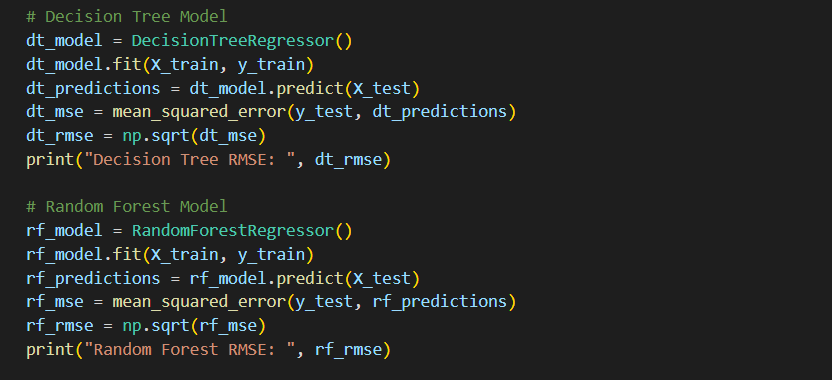 # Decision Tree Model
dt_model = DecisionTreeRegressor()
dt_model.fit(X_train, y_train)
dt_predictions = dt_model.predict(X_test)
dt_mse = mean_squared_error(y_test, dt_predictions)
dt_rmse = np.sqrt(dt_mse)
print("Decision Tree RMSE: ", dt_rmse)

# Random Forest Model
rf_model = RandomForestRegressor()
rf_model.fit(X_train, y_train)
rf_predictions = rf_model.predict(X_test)
rf_mse = mean_squared_error(y_test, rf_predictions)
rf_rmse = np.sqrt(rf_mse)
print("Random Forest RMSE: ", rf_rmse)